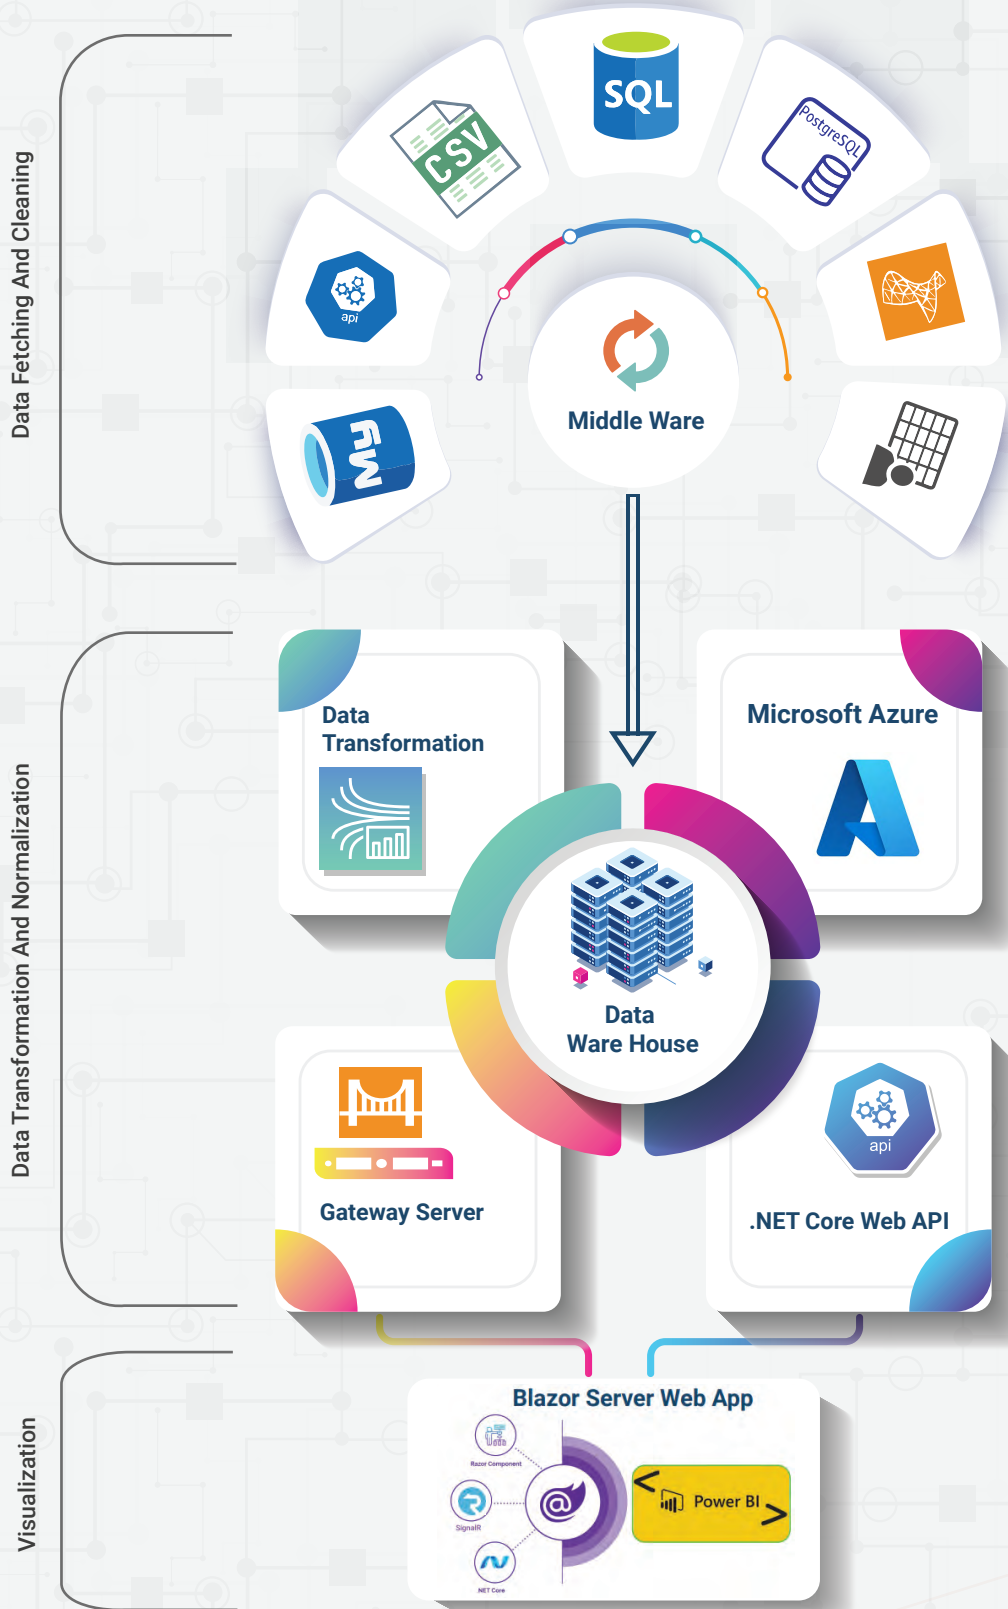 Data Fetching And Cleaning
SQL
CSV
PostgreSQL
api
My
Middle Ware
Data Transformation And Normalization
Data
Transformation
Microsoft Azure
Data
Ware House
Gateway Server
api
.NET Core Web API
Visualization
Blazor Server Web App
Razor Component
@
SignalR
.NET Core
< Power BI >